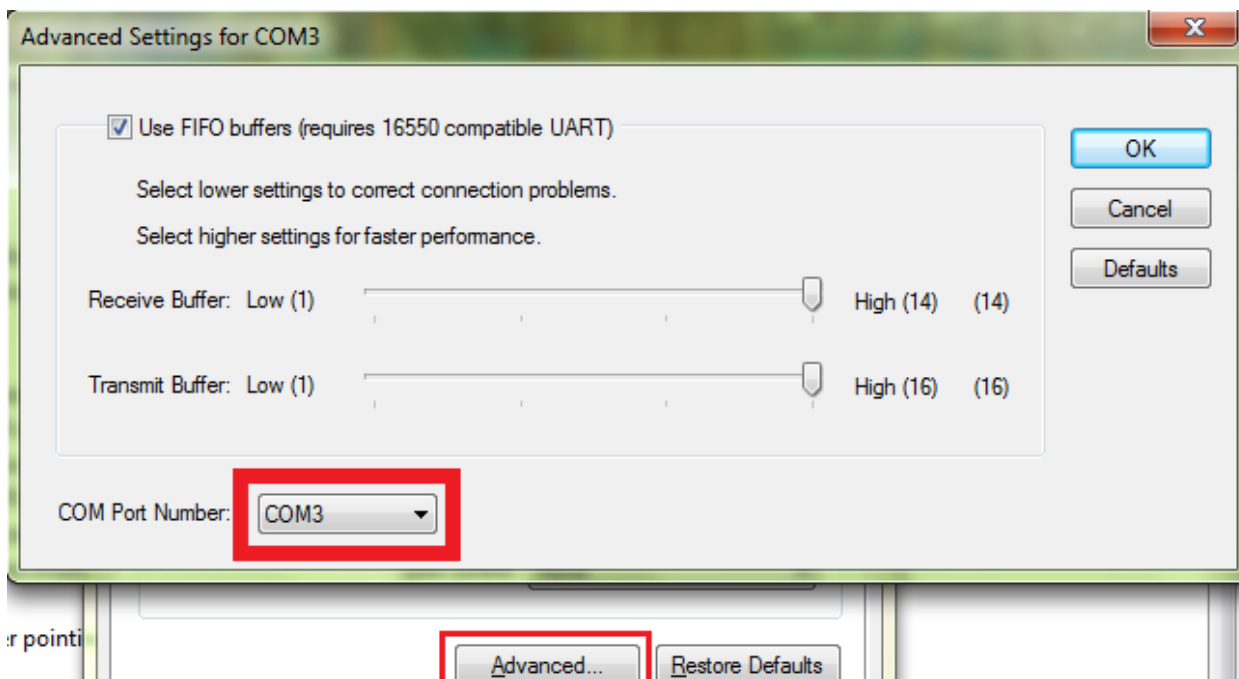 Advanced Settings for COM3
Use FIFO buffers (requires 16550 compatible UART)
Select lower settings to correct connection problems.
Select higher settings for faster performance.
Receive Buffer: Low (1) High (14) (14)
Transmit Buffer: Low (1) High (16) (16)
OK
Cancel
Defaults
COM Port Number: COM3
Advanced... Restore Defaults